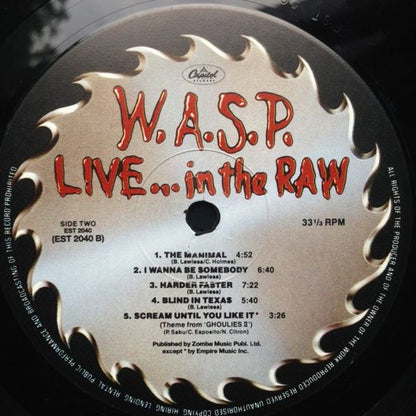 Capitol
RECORDS
W.A.S.P.
LIVE... in the RAW
SIDE TWO
EST 2040
(EST 2040 B)
33 1/3 RPM
1. THE MANIMAL 4:52
(B. Lawless/C. Holmes)
2. I WANNA BE SOMEBODY 6:40
(B. Lawless)
3. HARDER FASTER 7:22
(B. Lawless)
4. BLIND IN TEXAS 5:40
(B. Lawless)
5. SCREAM UNTIL YOU LIKE IT* 3:26
(Theme from 'GHOULIES II')
(P. Sabu/C. Esposito/N. Citron)
Published by Zomba Music Publ. Ltd.
except * by Empire Music Inc.
ALL RIGHTS OF THE PRODUCER AND OF THE OWNER OF THE WORK REPRODUCED RESERVED UNAUTHORISED COPYING HIRING LENDING RENTAL PUBLIC PERFORMANCE AND BROADCASTING OF THIS RECORD PROHIBITED